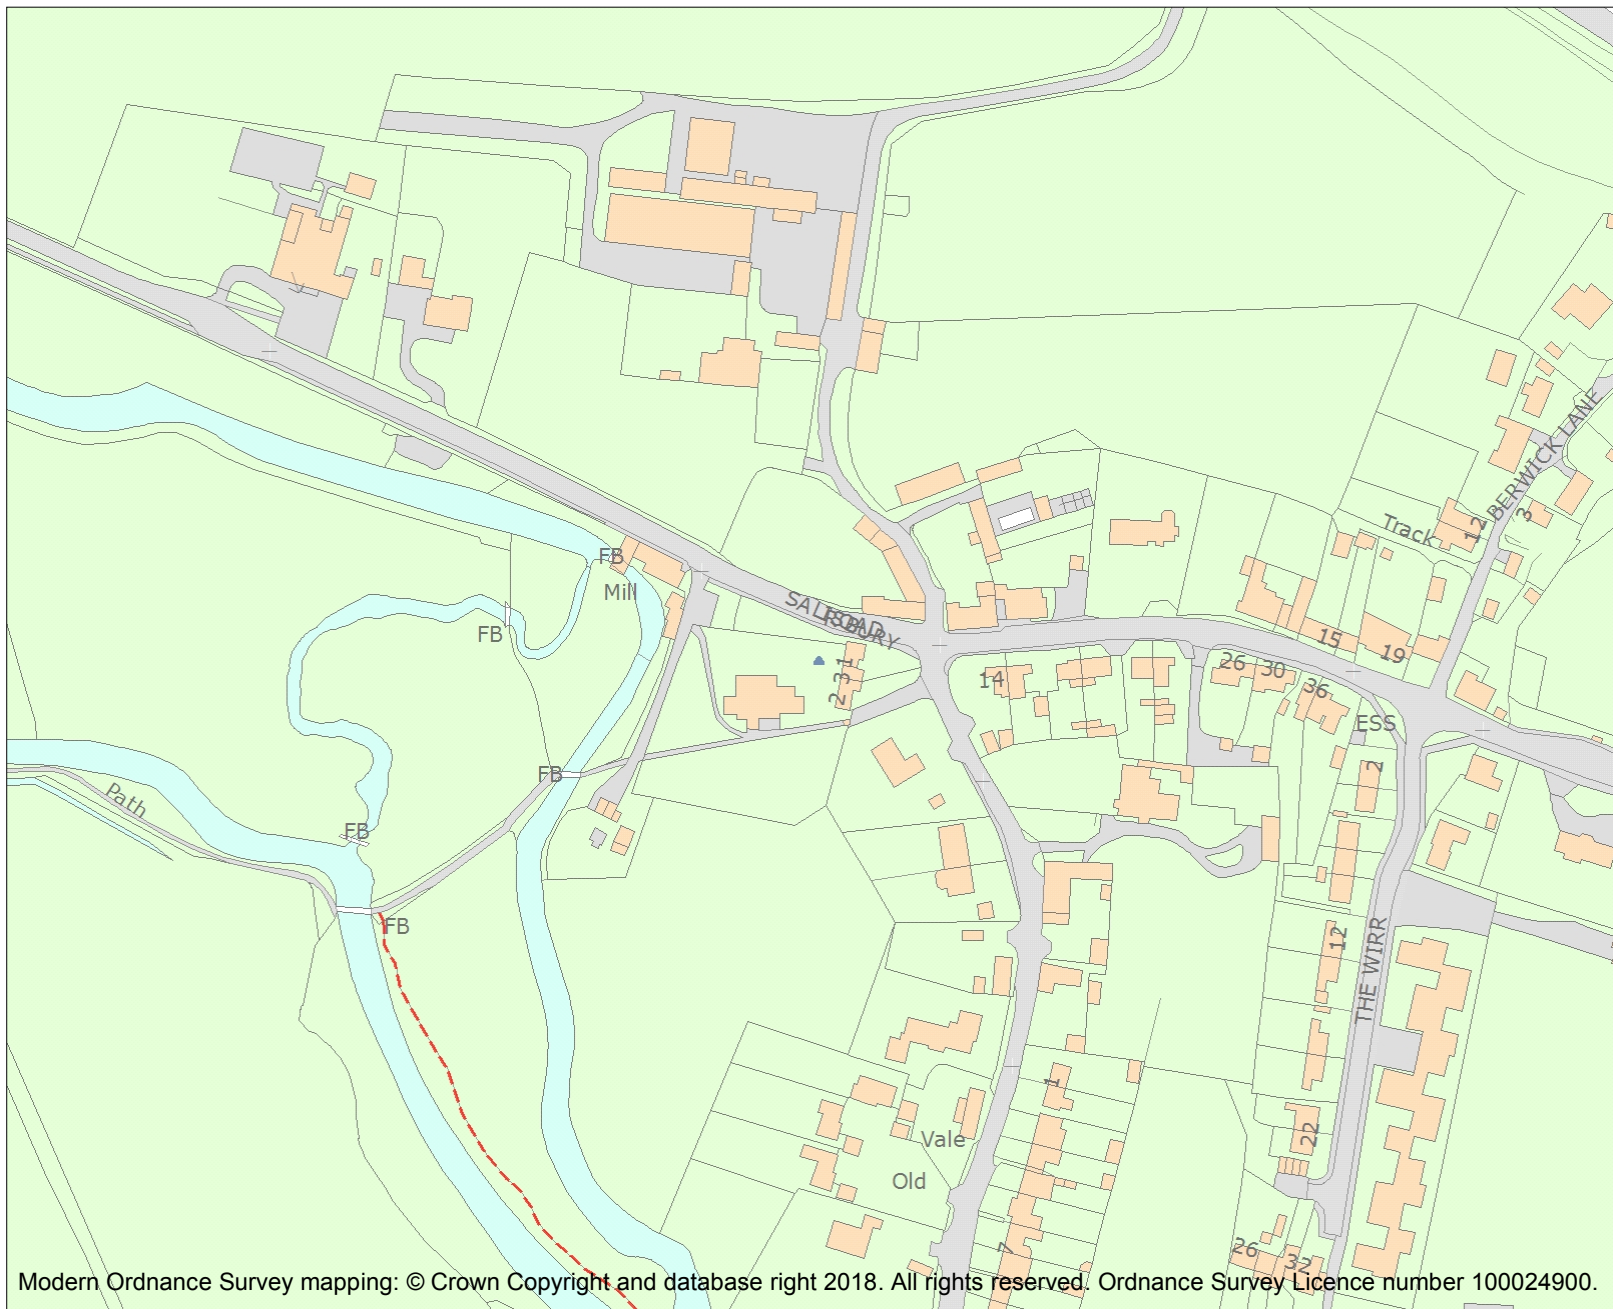 BERWICK LANE
Track
12
3
FB
Mill
FB
SALISBURY
ROAD
2 3 1
14
15
19
26
30
36
ESS
2
FB
Path
FB
FB
12
THE WIRR
1
22
Vale
Old
7
26
32
Modern Ordnance Survey mapping: © Crown Copyright and database right 2018. All rights reserved. Ordnance Survey Licence number 100024900.